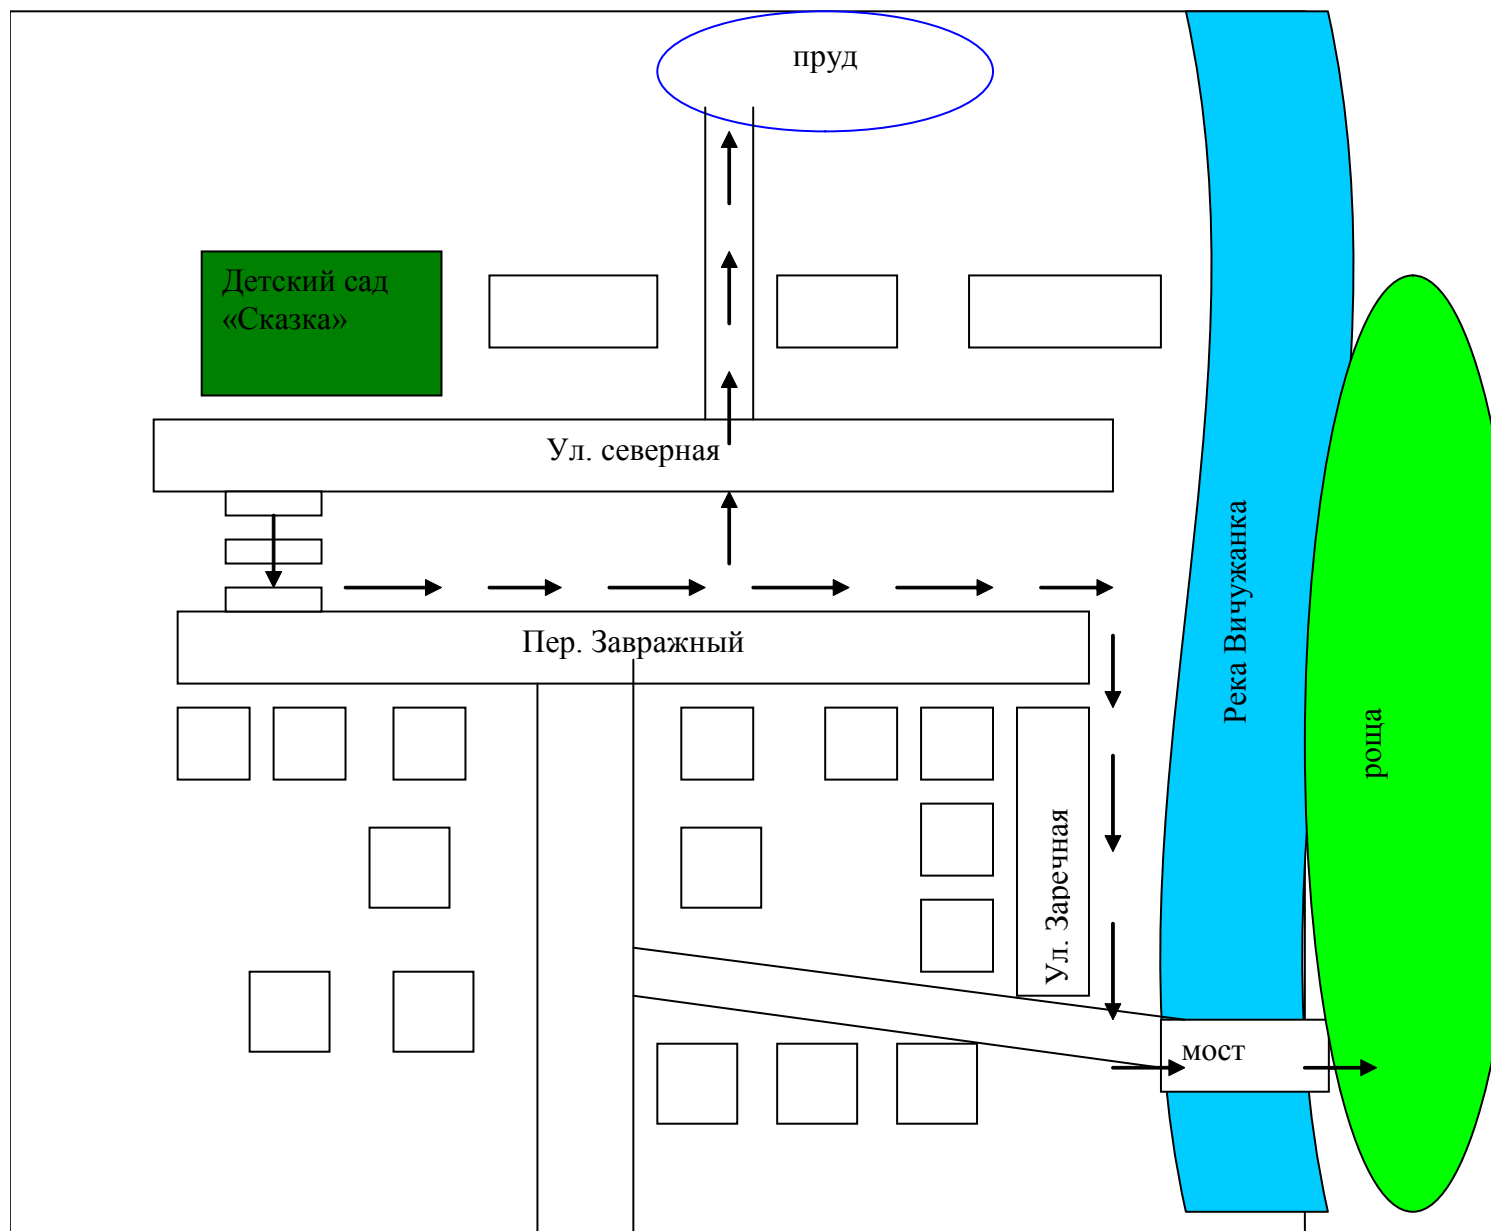 пруд
Детский сад
«Сказка»
Ул. северная
Река Вичужанка
Пер. Завражный
роща
Ул. Заречная
мост